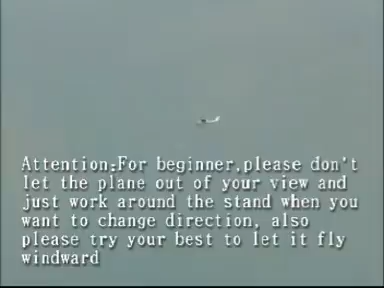 Attention:For beginner,please don't
let the plane out of your view and
just work around the stand when you
want to change direction, also
please try your best to let it fly
windward